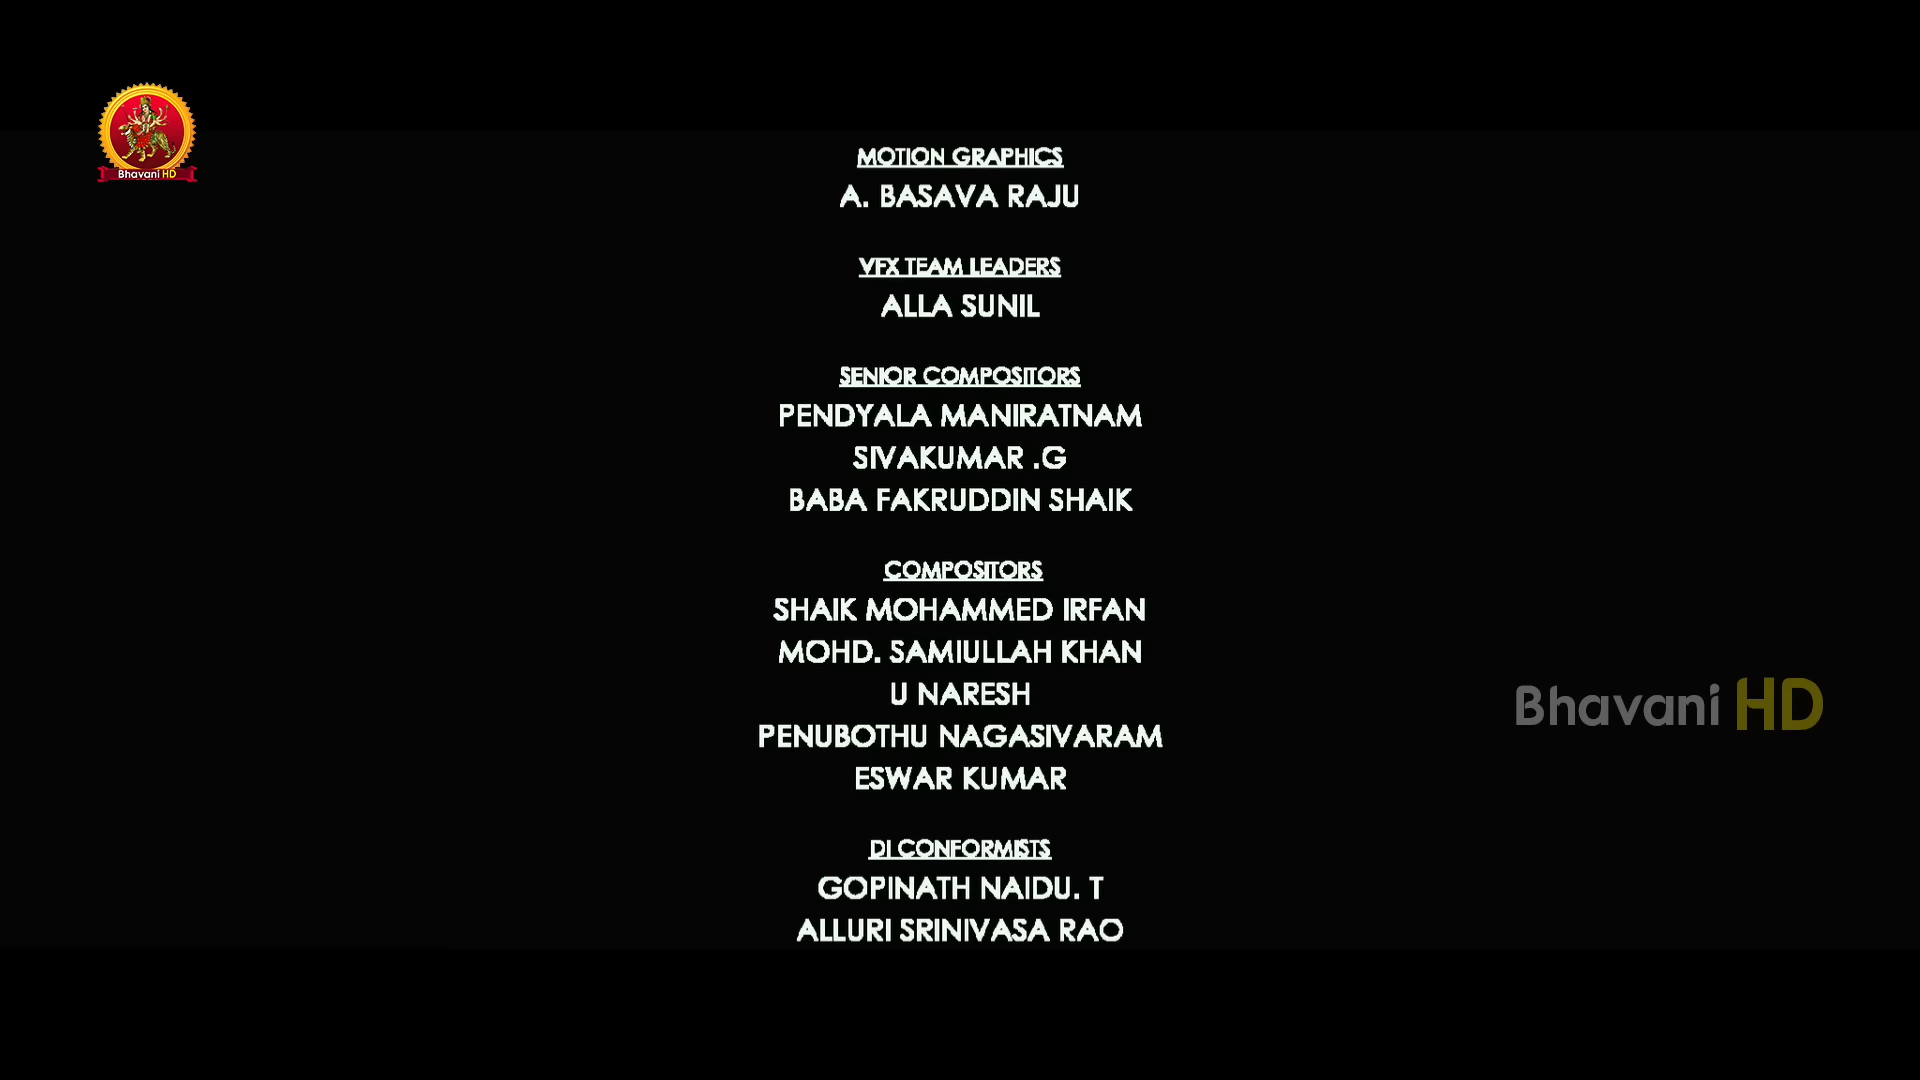 Bhavani HD
MOTION GRAPHICS
A. BASAVA RAJU
VFX TEAM LEADERS
ALLA SUNIL
SENIOR COMPOSITORS
PENDYALA MANIRATNAM
SIVAKUMAR .G
BABA FAKRUDDIN SHAIK
COMPOSITORS
SHAIK MOHAMMED IRFAN
MOHD. SAMIULLAH KHAN
U NARESH
PENUBOTHU NAGASIVARAM
ESWAR KUMAR
DI CONFORMISTS
GOPINATH NAIDU. T
ALLURI SRINIVASA RAO
Bhavani HD